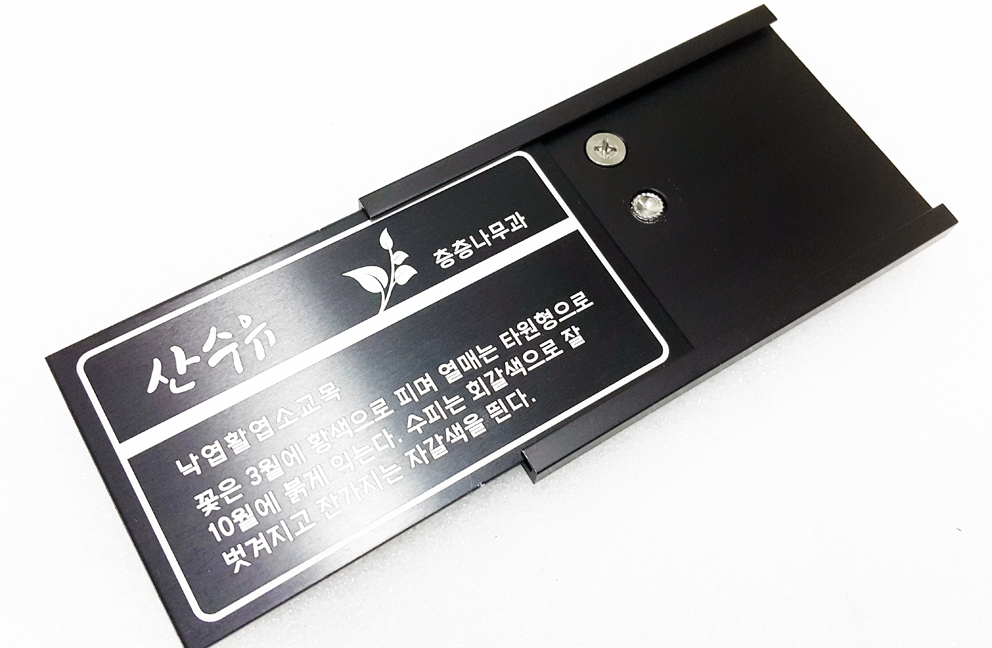 산수유
층층나무과
낙엽활엽소교목
꽃은 3월에 황색으로 피며 열매는 타원형으로
10월에 붉게 익는다. 수피는 회갈색으로 잘
벗겨지고 잔가지는 자갈색을 띈다.